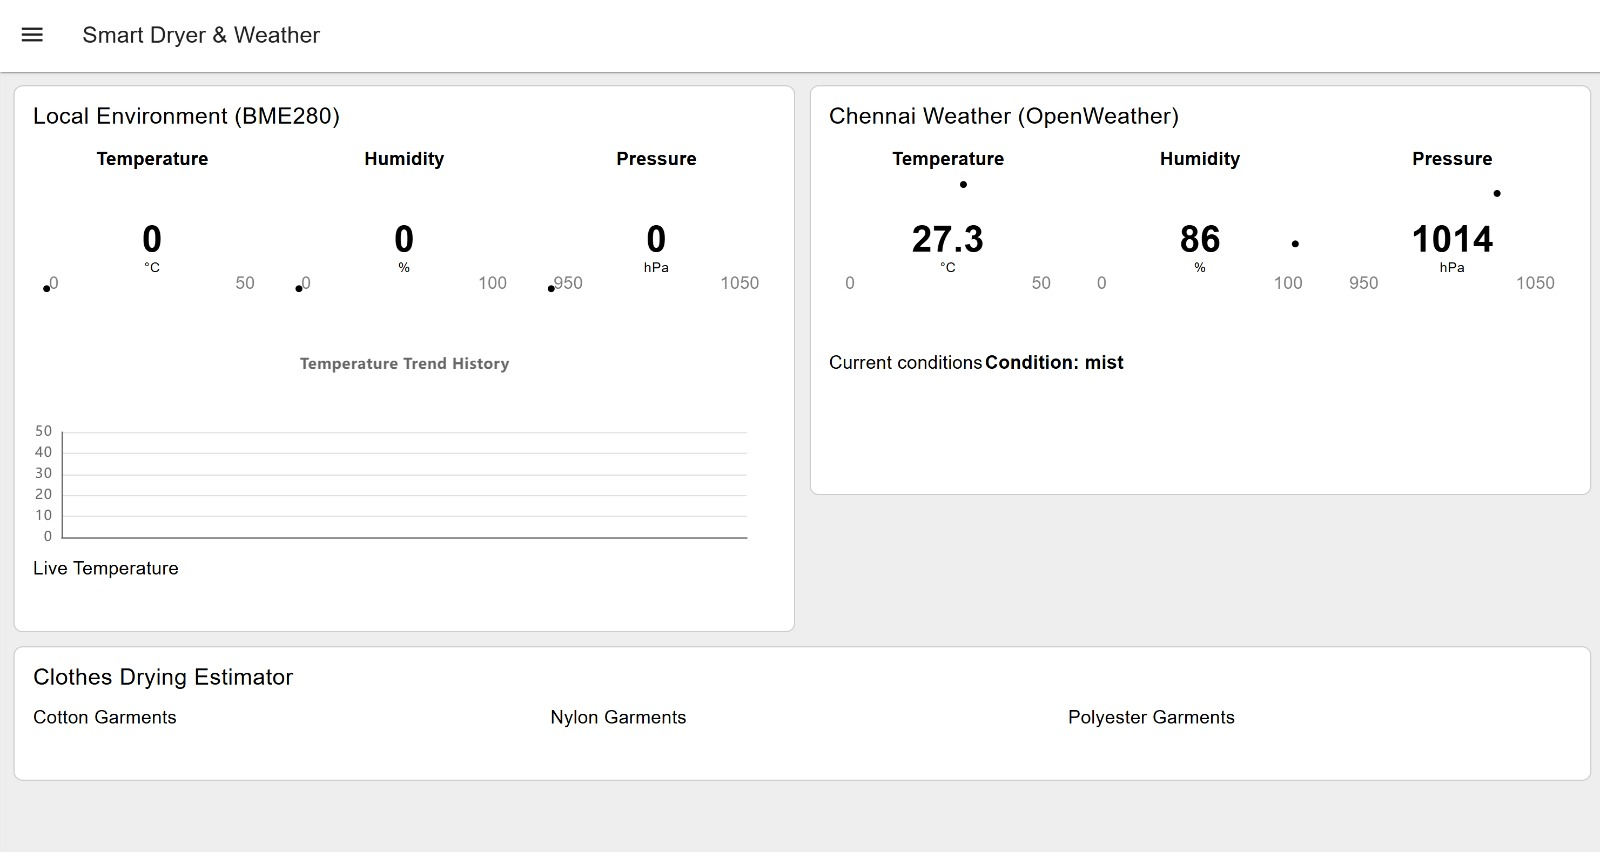 Smart Dryer & Weather
Local Environment (BME280)
Temperature Humidity Pressure
0 0 0
°C % hPa
0 50 0 100 950 1050
Temperature Trend History
50
40
30
20
10
0
Live Temperature
Chennai Weather (OpenWeather)
Temperature Humidity Pressure
27.3 86 1014
°C % hPa
0 50 0 100 950 1050
Current conditions Condition: mist
Clothes Drying Estimator
Cotton Garments Nylon Garments Polyester Garments